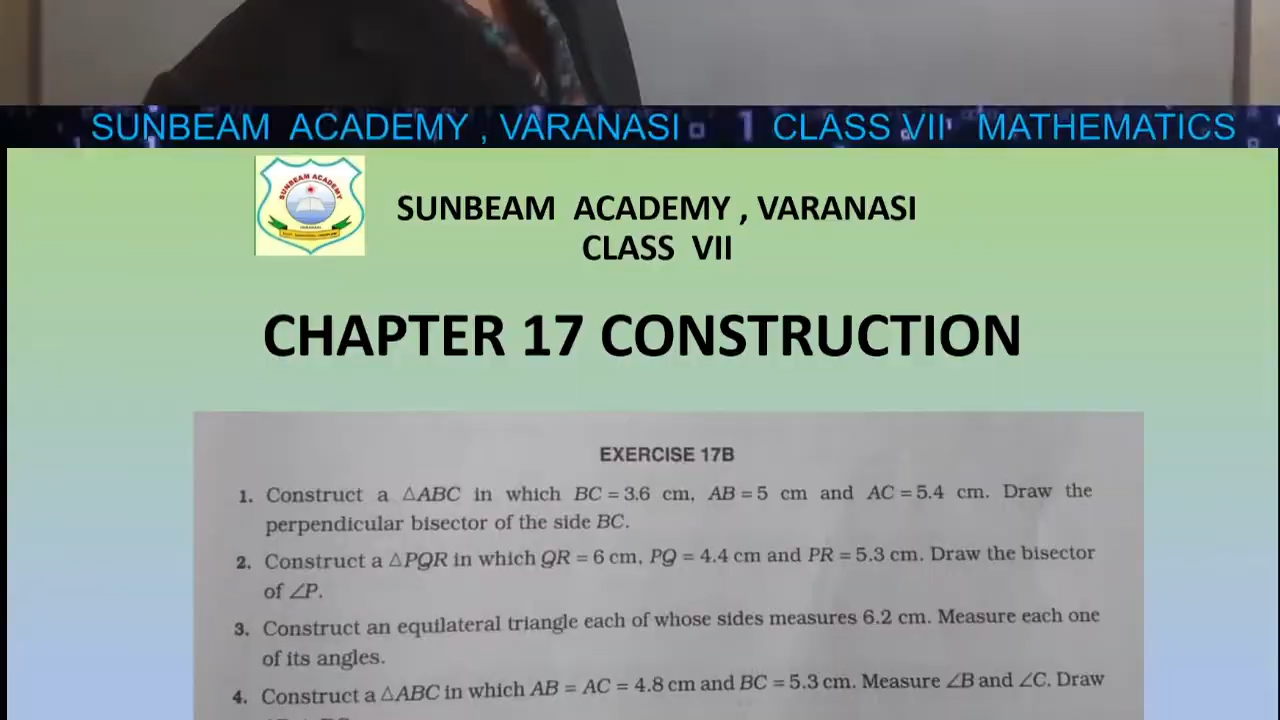 SUNBEAM ACADEMY , VARANASI CLASS VII MATHEMATICS
SUNBEAM ACADEMY
VARANASI
SUNBEAM ACADEMY , VARANASI
CLASS VII
CHAPTER 17 CONSTRUCTION
EXERCISE 17B
1. Construct a △ABC in which BC = 3.6 cm, AB = 5 cm and AC = 5.4 cm. Draw the
perpendicular bisector of the side BC.
2. Construct a △PQR in which QR = 6 cm, PQ = 4.4 cm and PR = 5.3 cm. Draw the bisector
of ∠P.
3. Construct an equilateral triangle each of whose sides measures 6.2 cm. Measure each one
of its angles.
4. Construct a △ABC in which AB = AC = 4.8 cm and BC = 5.3 cm. Measure ∠B and ∠C. Draw